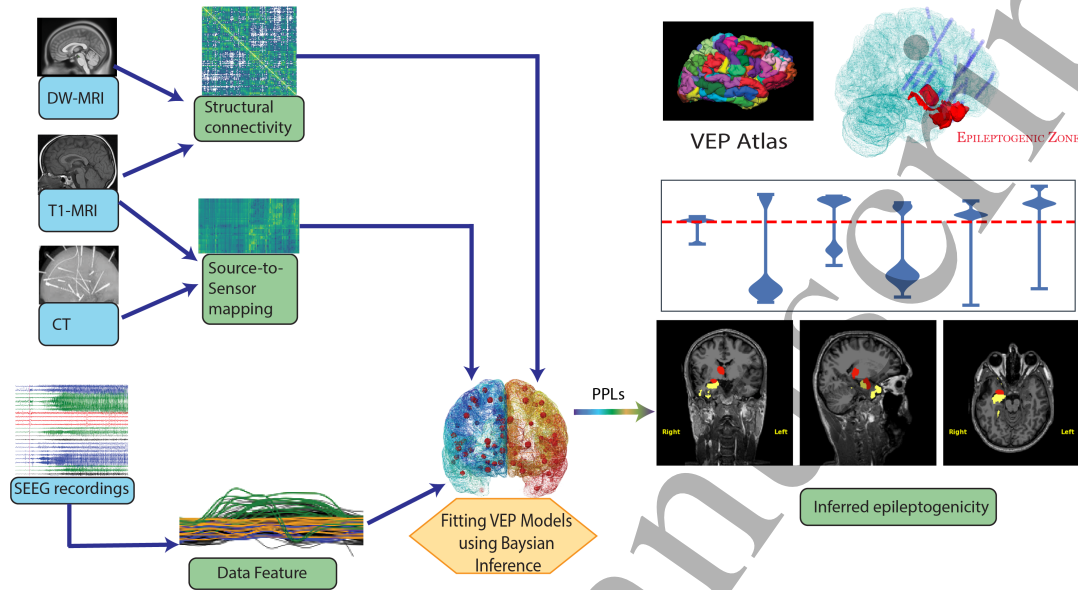 DW-MRI
Structural
connectivity
T1-MRI
Source-to-
Sensor
mapping
CT
SEEG recordings
Data Feature
Fitting VEP Models
using Baysian
Inference
PPLs
VEP Atlas
EPILEPTOGENIC ZONE
Right
Left
Right
Left
Inferred epileptogenicity